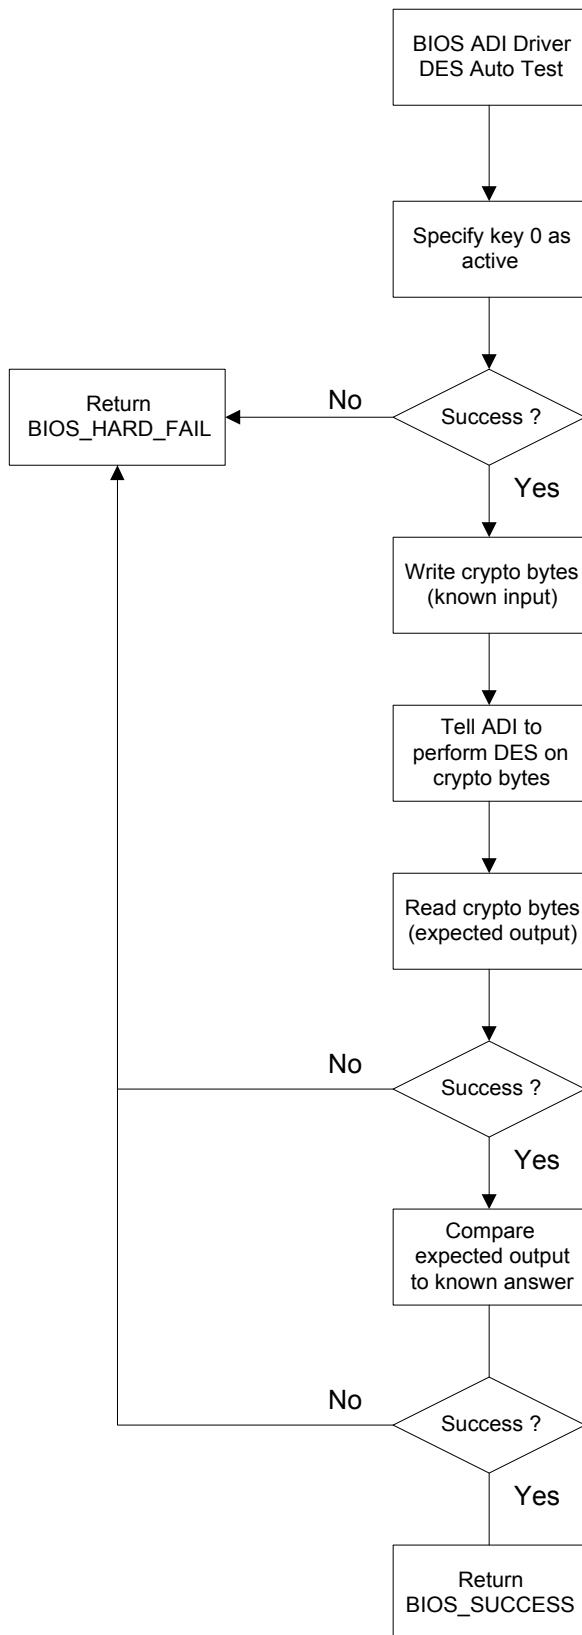 BIOS ADI Driver
DES Auto Test
Specify key 0 as
active
Return
BIOS_HARD_FAIL
No
Success ?
Yes
Write crypto bytes
(known input)
Tell ADI to
perform DES on
crypto bytes
Read crypto bytes
(expected output)
No
Success ?
Yes
Compare
expected output
to known answer
No
Success ?
Yes
Return
BIOS_SUCCESS